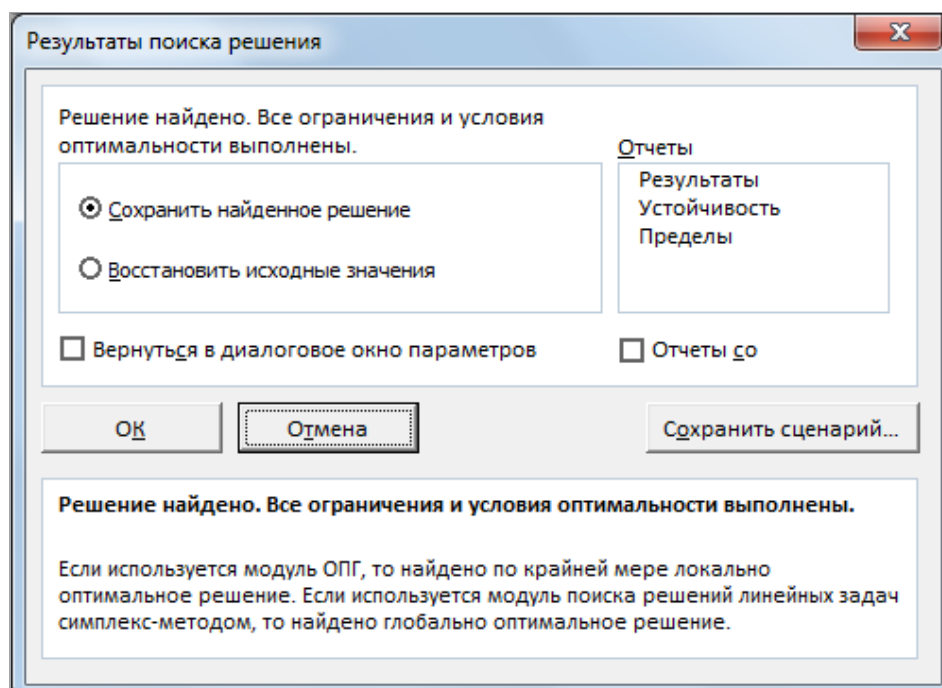 Результаты поиска решения
Решение найдено. Все ограничения и условия
оптимальности выполнены.
Отчеты
Результаты
Устойчивость
Пределы
Сохранить найденное решение
Восстановить исходные значения
Вернуться в диалоговое окно параметров
Отчеты со
ОК
Отмена
Сохранить сценарий...
Решение найдено. Все ограничения и условия оптимальности выполнены.
Если используется модуль ОПГ, то найдено по крайней мере локально
оптимальное решение. Если используется модуль поиска решений линейных задач
симплекс-методом, то найдено глобально оптимальное решение.